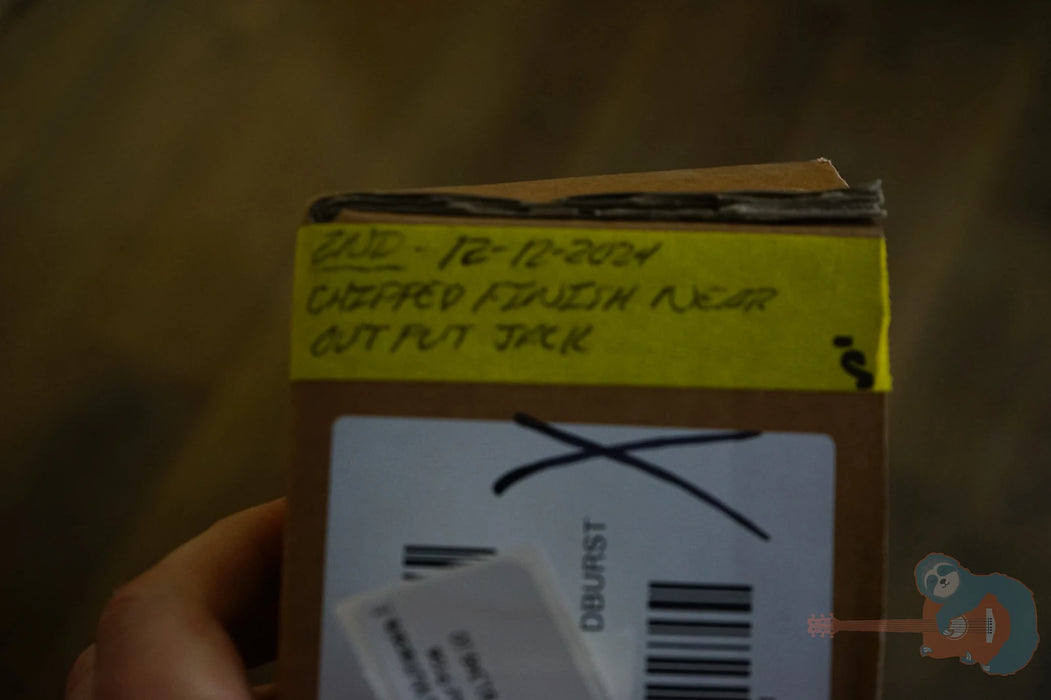 2ND - 12-12-2024
CHIPPED FINISH NEAR
OUTPUT JACK
S
X
DBURST